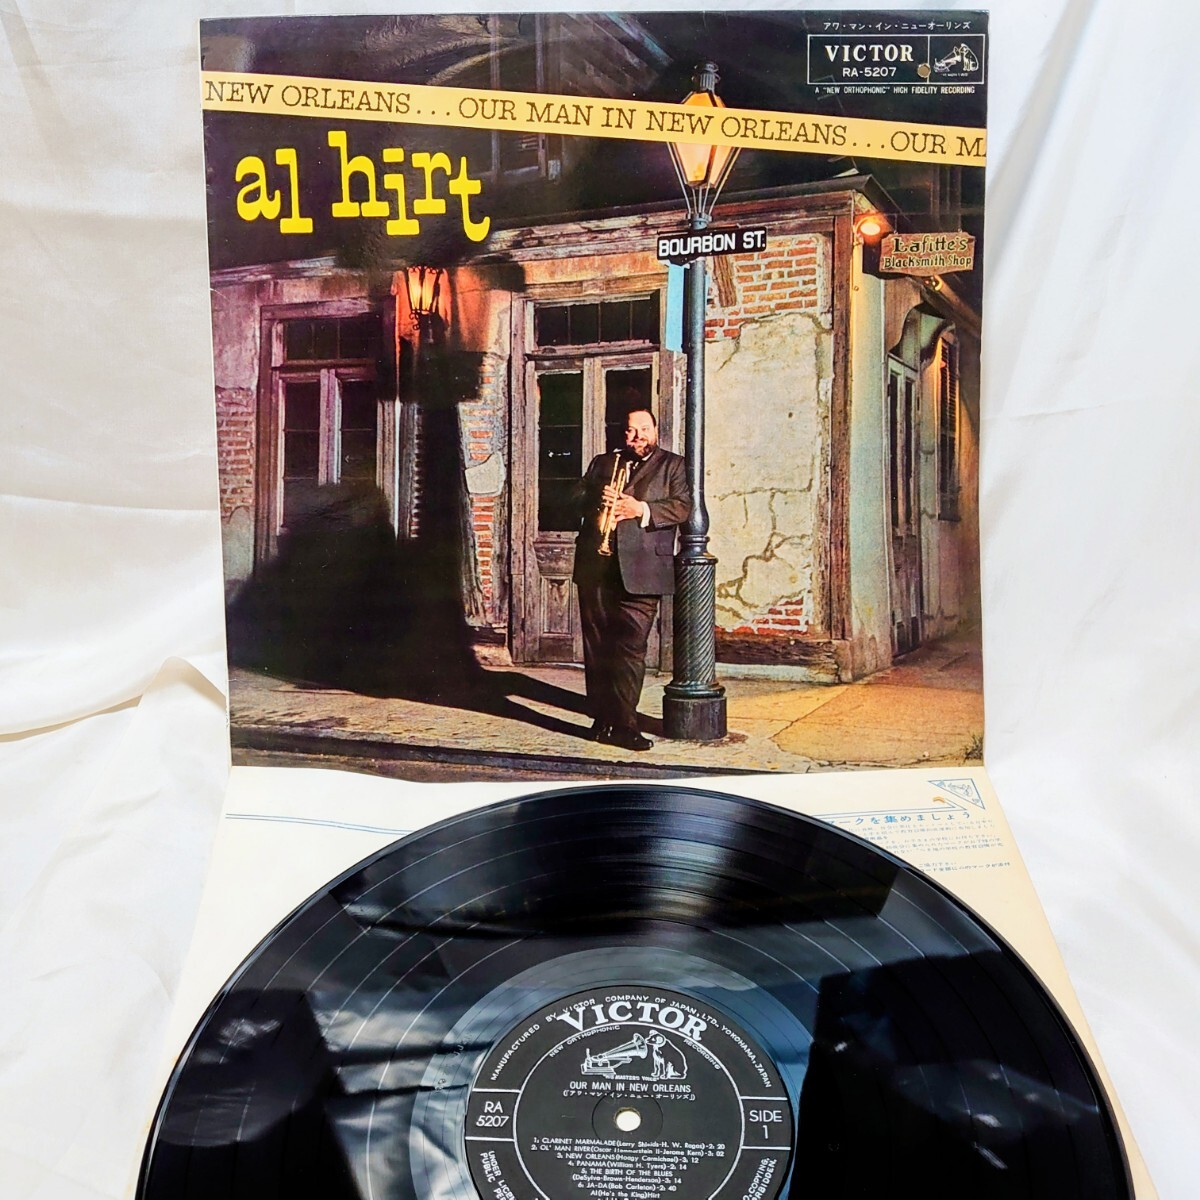 アワ・マン・イン・ニューオーリンズ
VICTOR
RA-5207
A "NEW ORTHOPHONIC" HIGH FIDELITY RECORDING
NEW ORLEANS...OUR MAN IN NEW ORLEANS...OUR MA
al hirt
BOURBON ST.
Lafitte's
Blacksmith Shop
マークを集めましょう
MANUFACTURED BY VICTOR COMPANY OF JAPAN, LTD. YOKOHAMA, JAPAN
VICTOR
NEW ORTHOPHONIC RECORDING
"HIS MASTER'S VOICE"
OUR MAN IN NEW ORLEANS
(「アワ・マン・イン・ニュー・オーリンズ」)
RA
5207
SIDE
1
1: CLARINET MARMALADE (Larry Shields-H. W. Ragas)-2: 20
2: OL' MAN RIVER (Oscar Hammerstein II-Jerome Kern)-3: 02
3: NEW ORLEANS (Hoagy Carmichael)-3: 12
4: PANAMA (William H. Tyers)-2: 14
5: THE BIRTH OF THE BLUES
(DeSylva-Brown-Henderson)-3: 14
6: JA-DA (Bob Carleton)-2: 40
Al (He's the King) Hirt